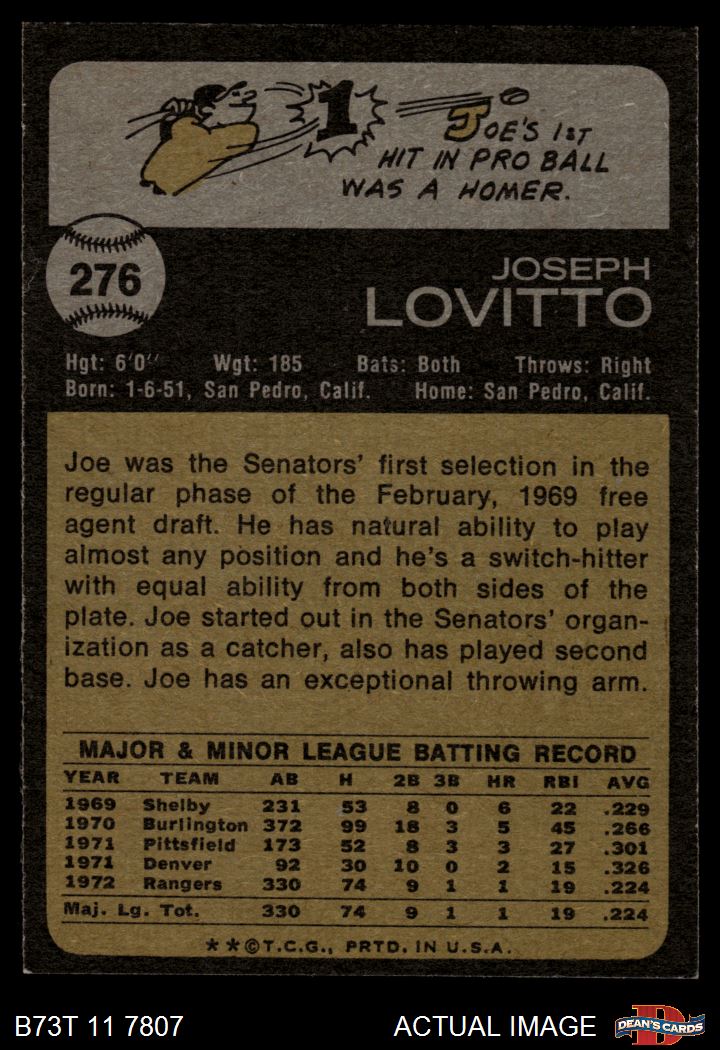 1
JOE'S 1ST
HIT IN PRO BALL
WAS A HOMER.
276
JOSEPH
LOVITTO
Hgt: 6'0" Wgt: 185 Bats: Both Throws: Right
Born: 1-6-51, San Pedro, Calif. Home: San Pedro, Calif.
Joe was the Senators' first selection in the
regular phase of the February, 1969 free
agent draft. He has natural ability to play
almost any position and he's a switch-hitter
with equal ability from both sides of the
plate. Joe started out in the Senators' organ-
ization as a catcher, also has played second
base. Joe has an exceptional throwing arm.
MAJOR & MINOR LEAGUE BATTING RECORD
YEAR TEAM AB H 2B 3B HR RBI AVG
1969 Shelby 231 53 8 0 6 22 .229
1970 Burlington 372 99 18 3 5 45 .266
1971 Pittsfield 173 52 8 3 3 27 .301
1971 Denver 92 30 10 0 2 15 .326
1972 Rangers 330 74 9 1 1 19 .224
Maj. Lg. Tot. 330 74 9 1 1 19 .224
**©T.C.G., PRTD. IN U.S.A.
B73T 11 7807 ACTUAL IMAGE D DEAN'S CARDS